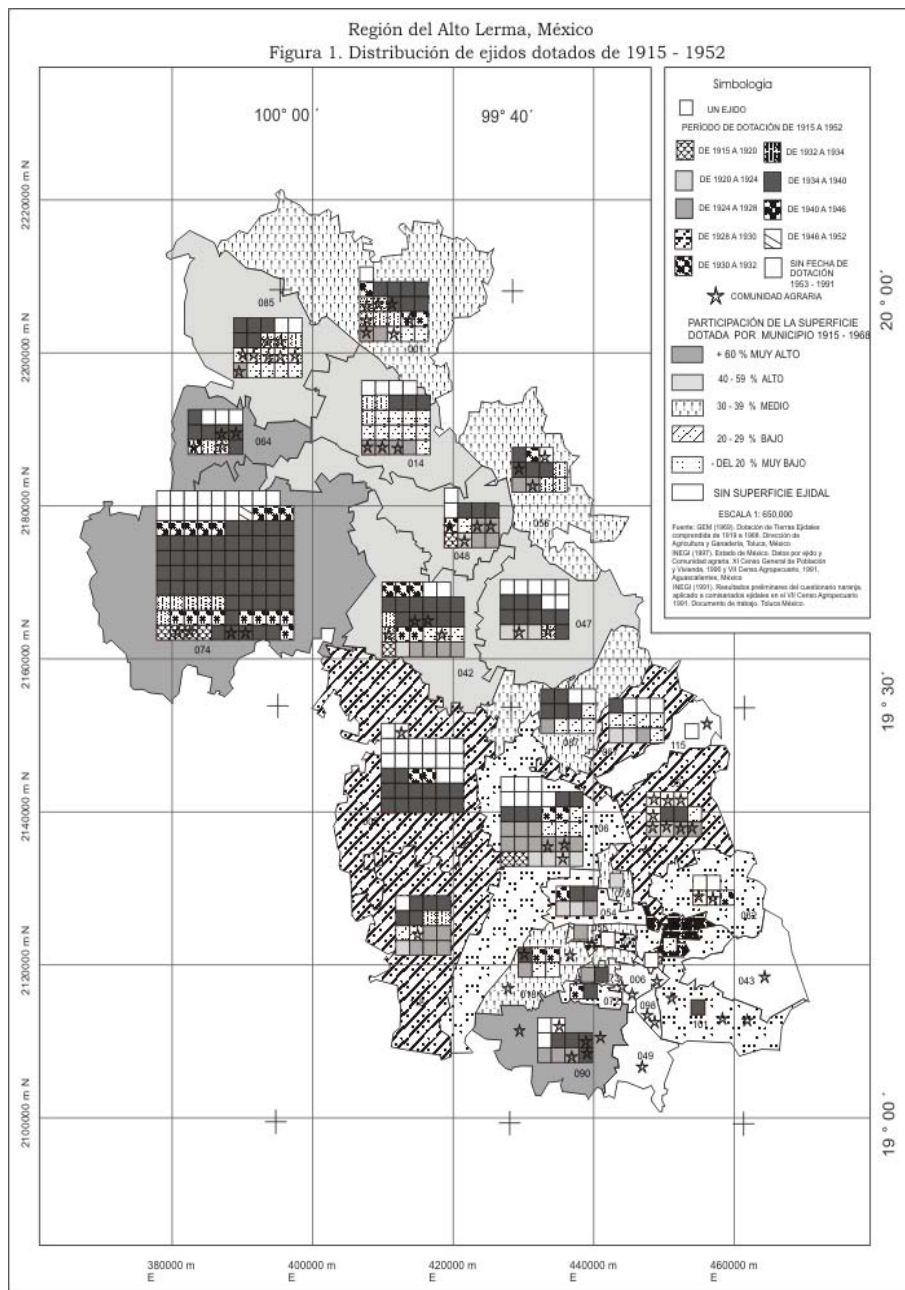 Región del Alto Lerma, México
Figura 1. Distribución de ejidos dotados de 1915 - 1952
100° 00´
99° 40´
Simbología
UN EJIDO
PERÍODO DE DOTACIÓN DE 1915 A 1952
DE 1915 A 1920
DE 1932 A 1934
DE 1920 A 1924
DE 1934 A 1940
DE 1924 A 1928
DE 1940 A 1946
DE 1928 A 1930
DE 1946 A 1952
DE 1930 A 1932
SIN FECHA DE
DOTACIÓN
1953 - 1991
COMUNIDAD AGRARIA
PARTICIPACIÓN DE LA SUPERFICIE
DOTADA POR MUNICIPIO 1915 - 1968
+ 60 % MUY ALTO
40 - 59 % ALTO
30 - 39 % MEDIO
20 - 29 % BAJO
- DEL 20 % MUY BAJO
SIN SUPERFICIE EJIDAL
ESCALA 1: 650,000
Fuente: GEM (1969). Dotación de Tierras Ejidales
comprendida de 1919 a 1968. Dirección de
Agricultura y Ganadería, Toluca, México
INEGI (1997). Estado de México. Datos por ejido y
Comunidad agraria. XI Censo General de Población
y Vivienda, 1990 y VII Censo Agropecuario, 1991,
Aguascalientes, México
INEGI (1991). Resultados preliminares del cuestionario naranja,
aplicado a comisariados ejidales en el VII Censo Agropecuario
1991. Documento de trabajo. Toluca México.
2220000 m N
2200000 m N
2180000 m N
2160000 m N
2140000 m N
2120000 m N
2100000 m N
20 ° 00´
19 ° 30´
19 ° 00´
085
001
064
014
056
048
074
042
047
087
115
054
062
018
006
043
098
101
049
090
380000 m
E
400000 m
E
420000 m
E
440000 m
E
460000 m
E